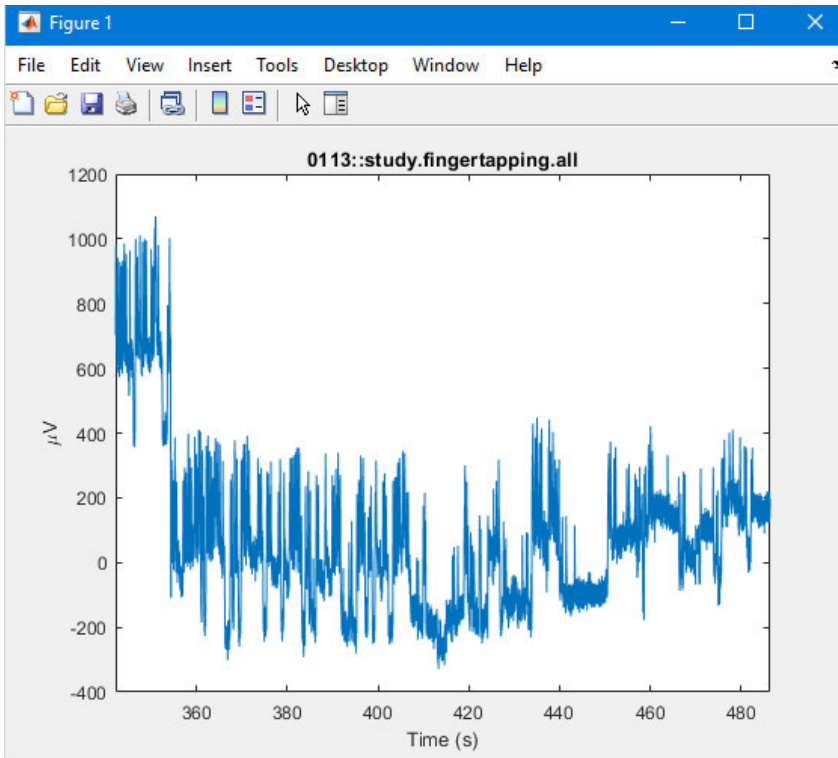 Figure 1
File Edit View Insert Tools Desktop Window Help
0113::study.fingertapping.all
1200
1000
800
600
400
200
0
-200
-400
μV
360 380 400 420 440 460 480
Time (s)